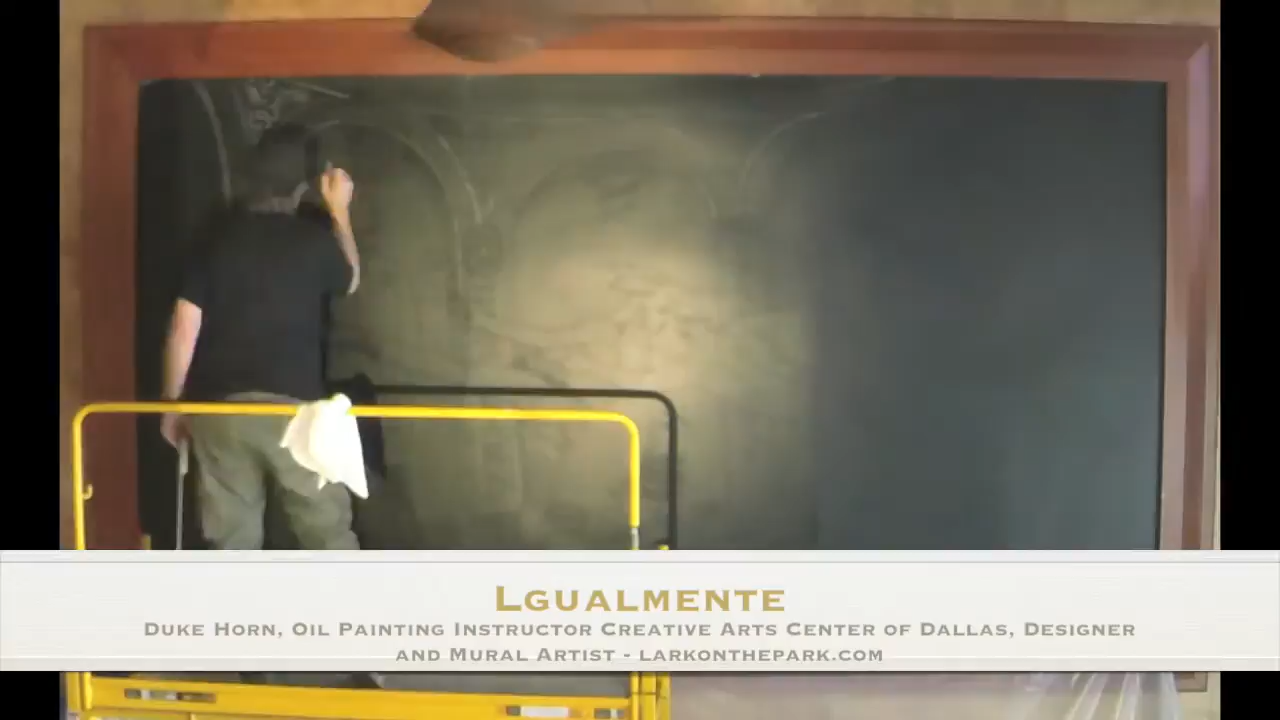 Lgualmente
Duke Horn, Oil Painting Instructor Creative Arts Center of Dallas, Designer
and Mural Artist - larkonthepark.com